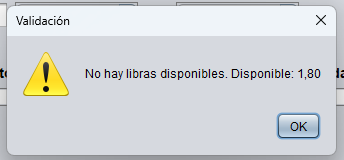 Validación
No hay libras disponibles. Disponible: 1,80
OK